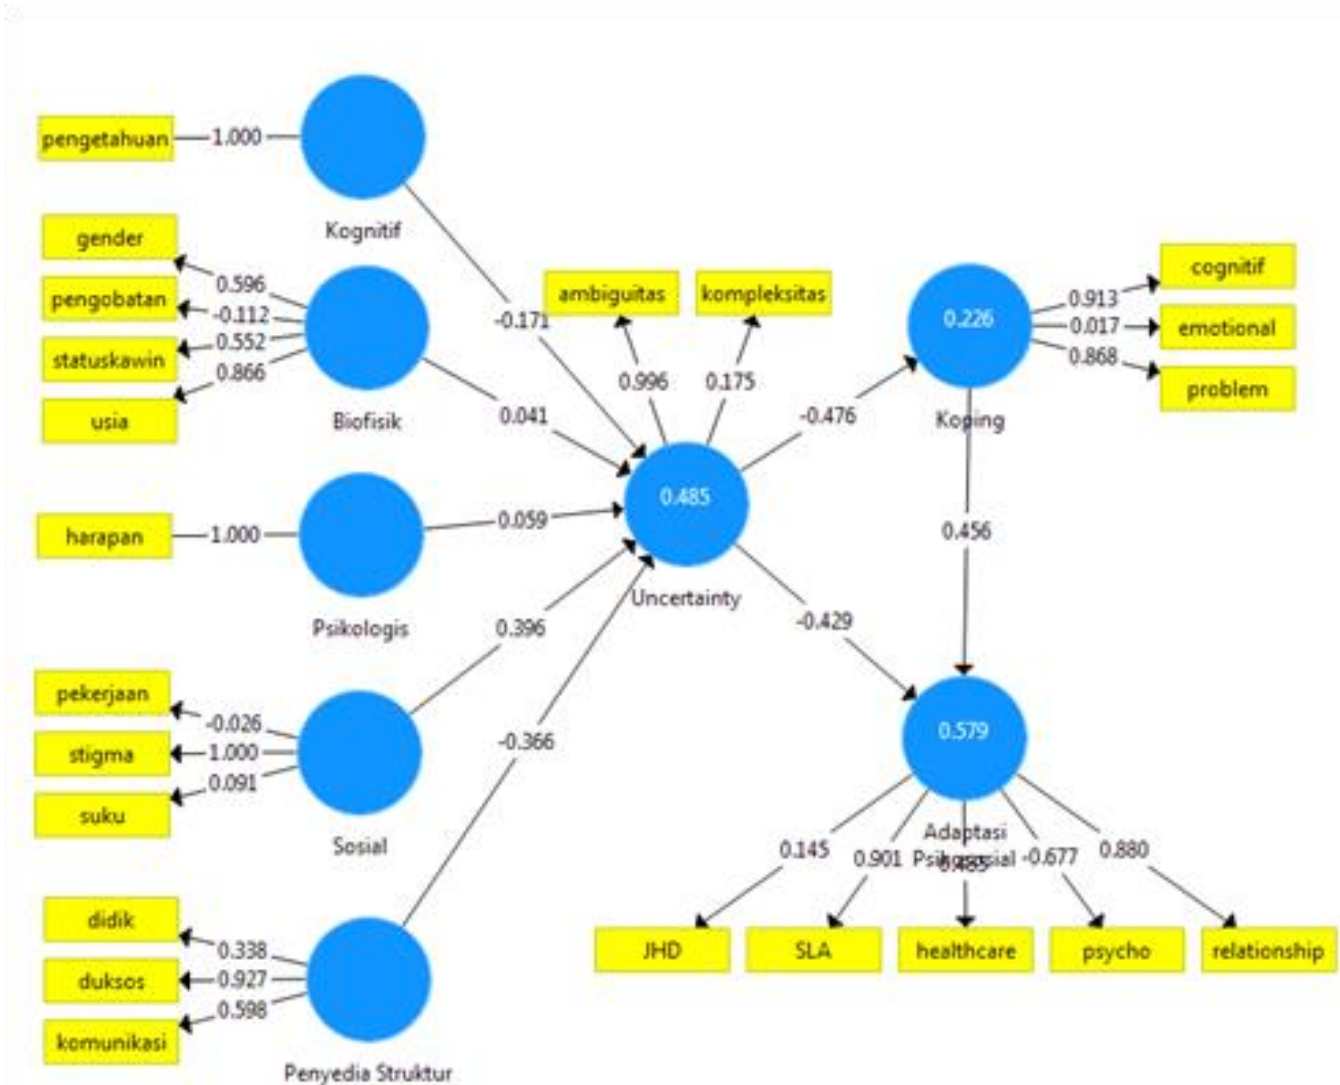 pengetahuan
1.000
Kognitif
-0.171
gender
pengobatan
statuskawin
usia
0.596
-0.112
0.552
0.866
Biofisik
0.041
harapan
1.000
Psikologis
0.059
pekerjaan
stigma
suku
-0.026
1.000
0.091
Sosial
0.396
didik
duksos
komunikasi
0.338
0.927
0.598
Penyedia Struktur
-0.366
ambiguitas
kompleksitas
0.996
0.175
0.485
Uncertainty
-0.476
-0.429
0.226
Koping
0.913
0.017
0.868
cognitif
emotional
problem
0.456
0.579
Adaptasi
Psikososial
0.145
0.901
-0.677
0.880
JHD
SLA
healthcare
psycho
relationship